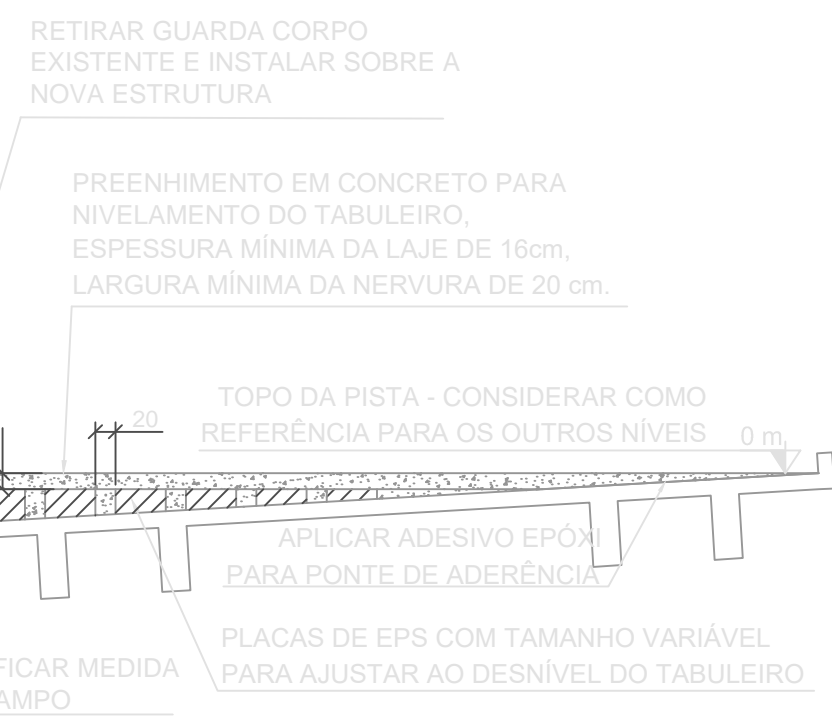 RETIRAR GUARDA CORPO
EXISTENTE E INSTALAR SOBRE A
NOVA ESTRUTURA
PREENHIMENTO EM CONCRETO PARA
NIVELAMENTO DO TABULEIRO,
ESPESSURA MÍNIMA DA LAJE DE 16cm,
LARGURA MÍNIMA DA NERVURA DE 20 cm.
TOPO DA PISTA - CONSIDERAR COMO
REFERÊNCIA PARA OS OUTROS NÍVEIS
0 m
20
APLICAR ADESIVO EPÓXI
PARA PONTE DE ADERÊNCIA
PLACAS DE EPS COM TAMANHO VARIÁVEL
PARA AJUSTAR AO DESNÍVEL DO TABULEIRO
FICAR MEDIDA
AMPO